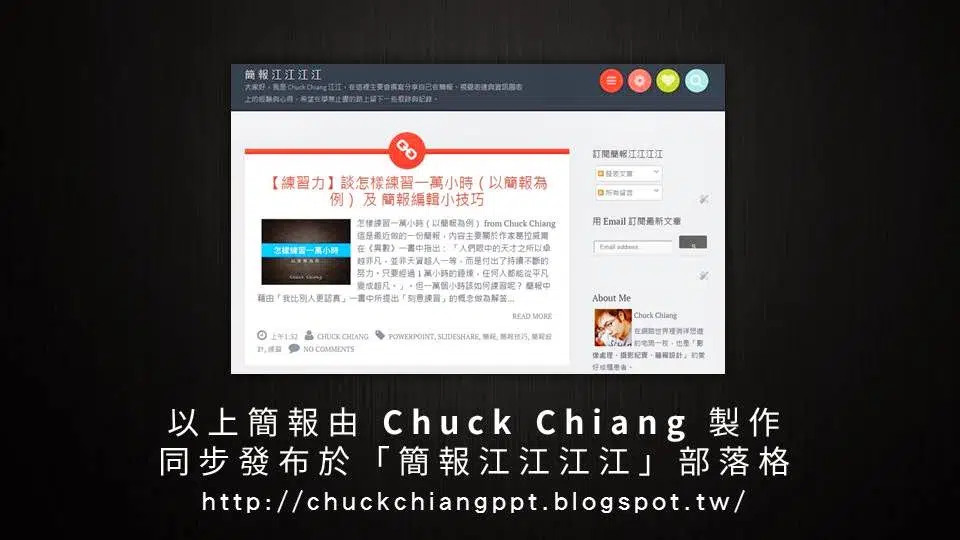 簡報江江江江
大家好，我是 Chuck Chiang 江江，在這裡主要會撰寫分享自己在簡報、視覺表達與資訊圖表
上的經驗與心得，希望在學無止盡的路上留下一些痕跡與記錄。
【練習力】談怎樣練習一萬小時（以簡報為
例） 及 簡報編輯小技巧
怎樣練習一萬小時
Chuck Chiang
怎樣練習一萬小時（以簡報為例） from Chuck Chiang
這是最近做的一份簡報，內容主要關於作家葛拉威爾
在《異數》一書中指出：「人們眼中的天才之所以卓
越非凡，並非天資超人一等，而是付出了持續不斷的
努力。只要經過 1 萬小時的錘煉，任何人都能從平凡
變成超凡。」。但一萬個小時該如何練習呢？ 簡報中
藉由「我比別人更認真」一書中所提出「刻意練習」的概念做為解答...
READ MORE
上午1:32 CHUCK CHIANG POWERPOINT, SLIDESHARE, 簡報, 簡報技巧, 簡報設
計, 練習 NO COMMENTS
訂閱簡報江江江江
發表文章
所有留言
用 Email 訂閱最新文章
Email address...
S
About Me
Chuck Chiang
在網路世界裡徜徉悠遊
的宅男一枚，也是「影
像處理、攝影紀實、簡報設計」的愛
好成癮患者。
以上簡報由 Chuck Chiang 製作
同步發布於「簡報江江江江」部落格
http://chuckchiangppt.blogspot.tw/